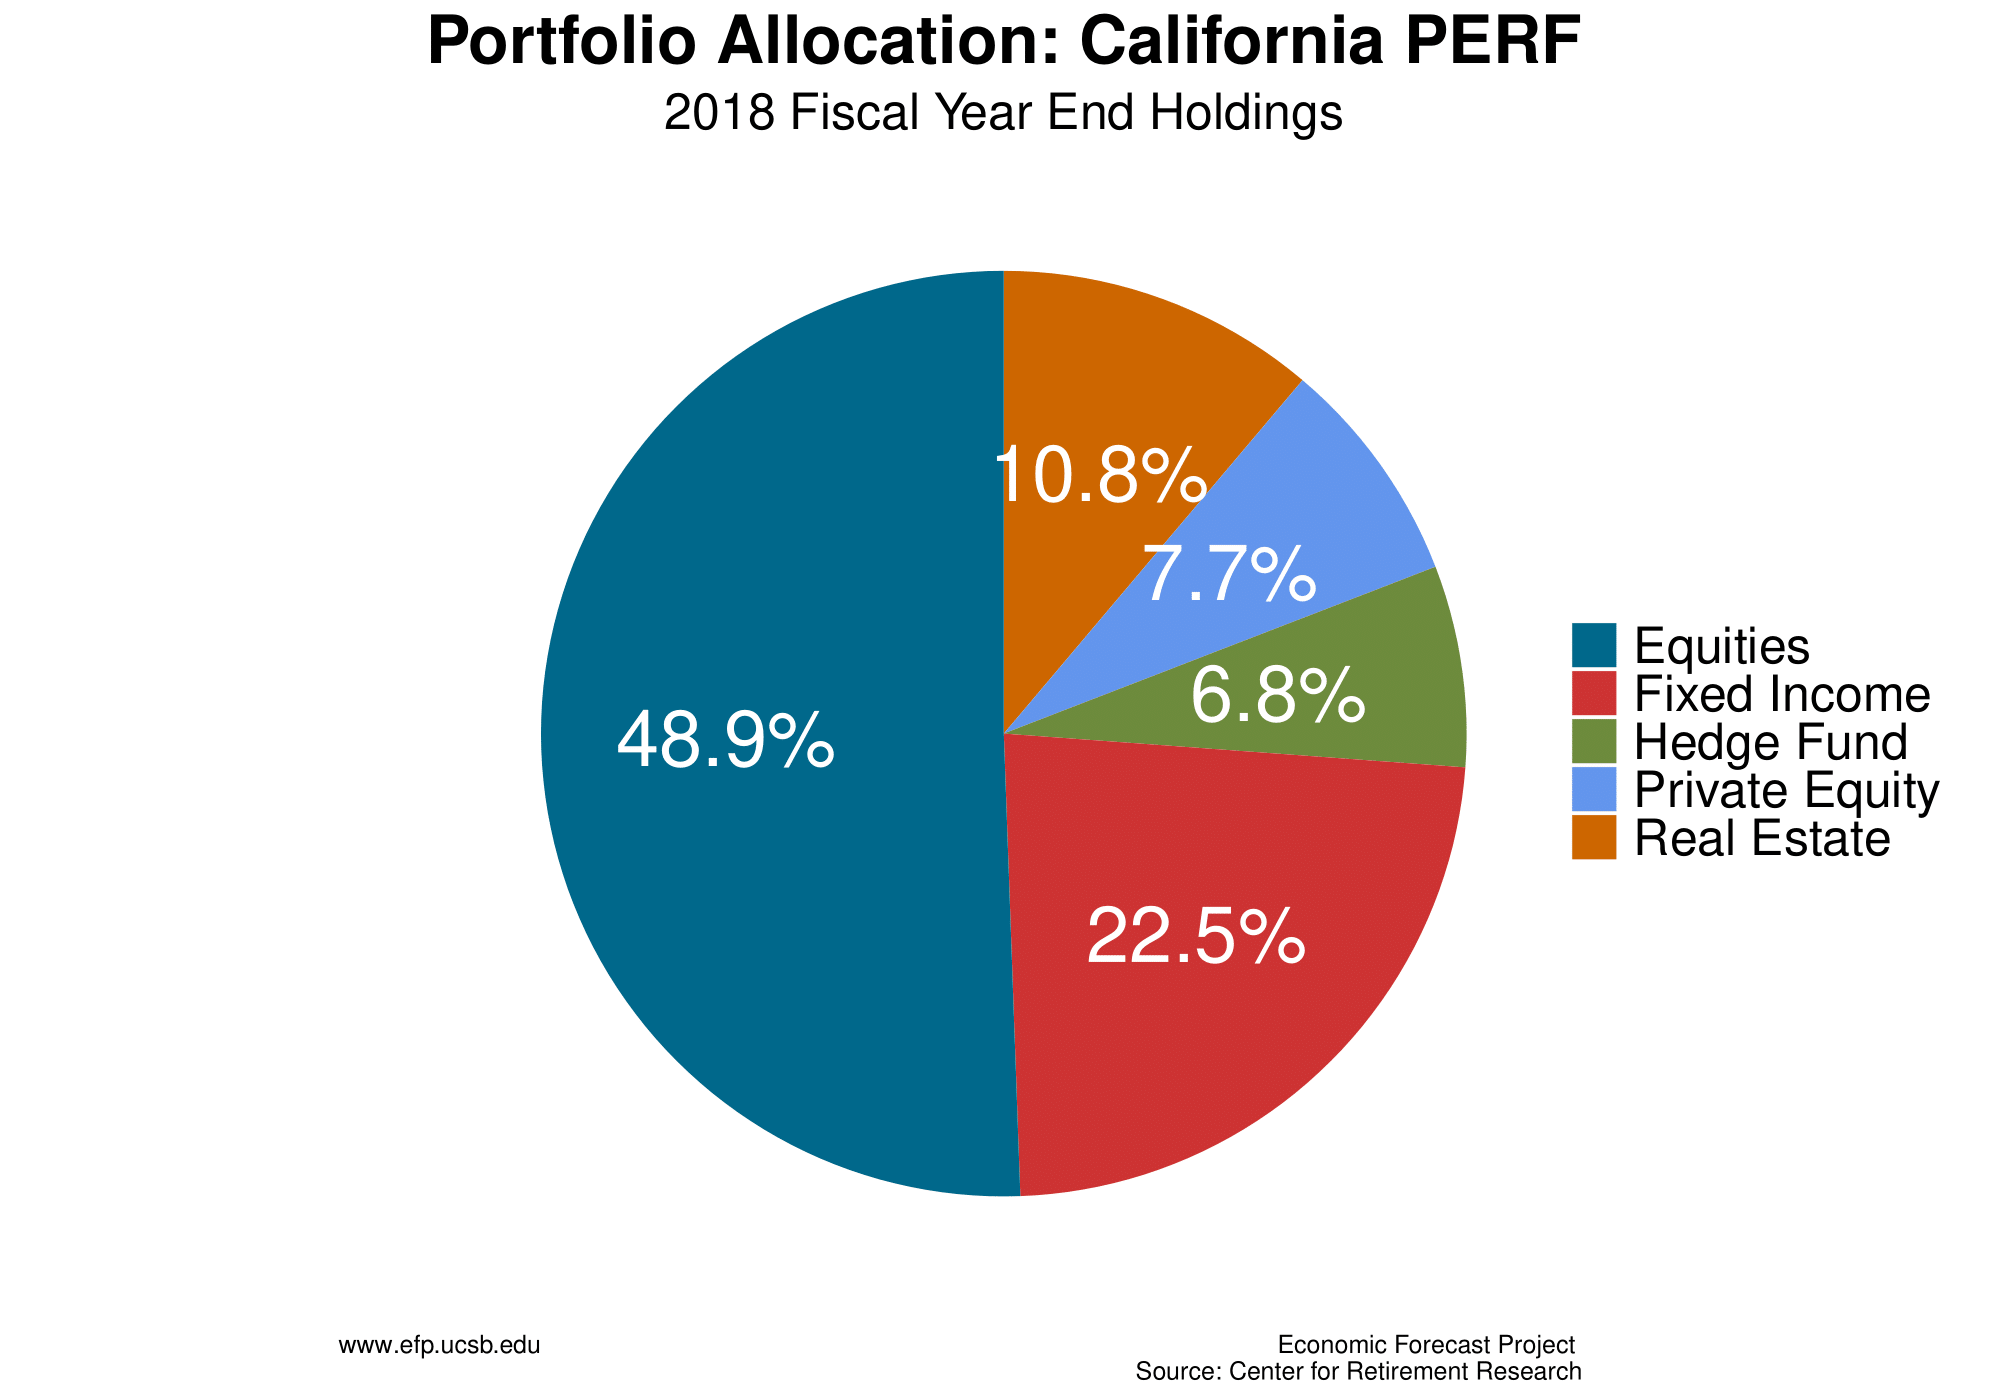 Portfolio Allocation: California PERF
2018 Fiscal Year End Holdings
10.8%
7.7%
6.8%
48.9%
22.5%
Equities
Fixed Income
Hedge Fund
Private Equity
Real Estate
www.efp.ucsb.edu
Economic Forecast Project
Source: Center for Retirement Research